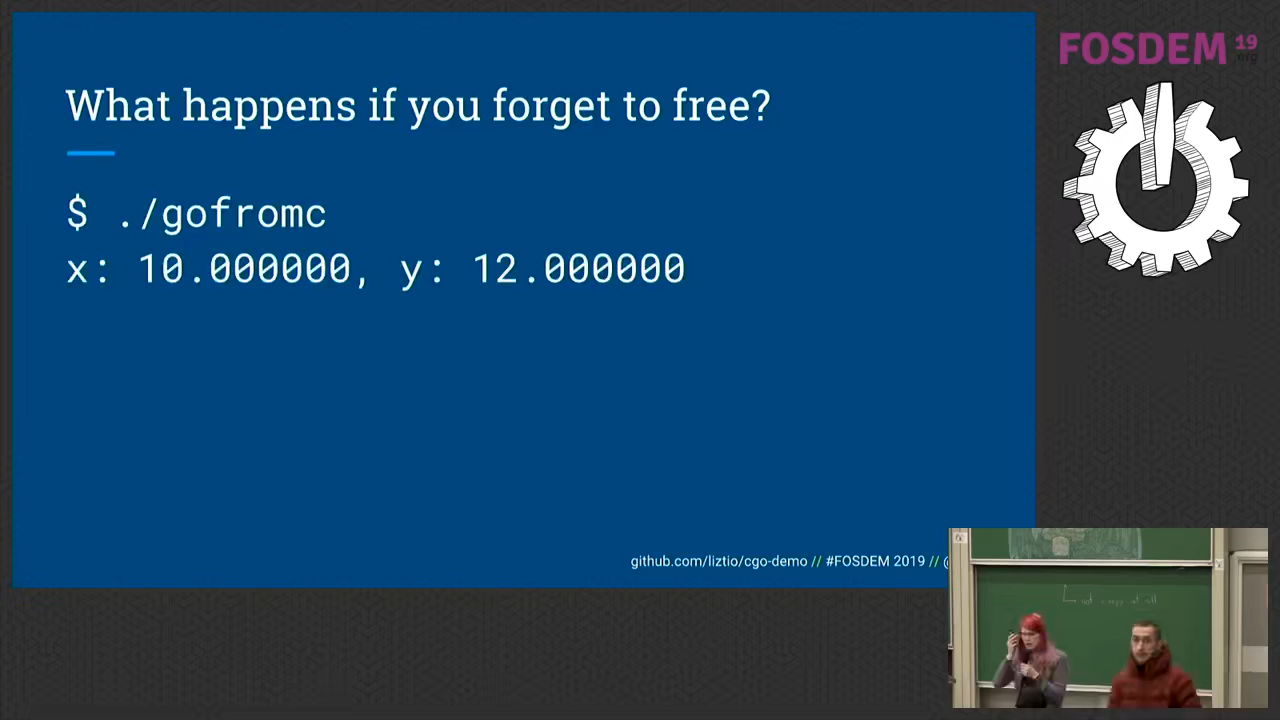 What happens if you forget to free?
$ ./gofromc
x: 10.000000, y: 12.000000
github.com/liztio/cgo-demo // #FOSDEM 2019 //
FOSDEM 19
.org